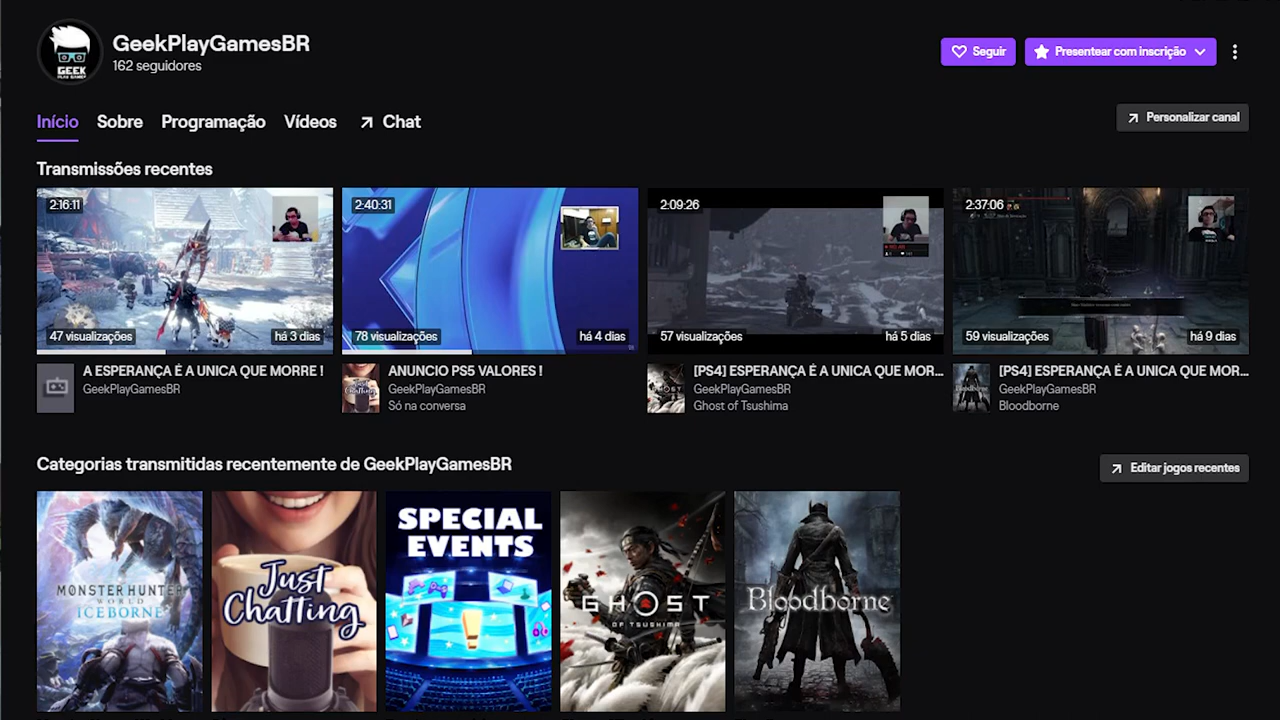 GeekPlayGamesBR
162 seguidores
Seguir
Presentear com inscrição
GEEK
PLAY GAMES
Início
Sobre
Programação
Vídeos
Chat
Personalizar canal
Transmissões recentes
2:16:11
2:40:31
2:09:26
2:37:06
47 visualizações
há 3 dias
78 visualizações
há 4 dias
57 visualizações
há 5 dias
59 visualizações
há 9 dias
A ESPERANÇA É A UNICA QUE MORRE !
GeekPlayGamesBR
ANUNCIO PS5 VALORES !
GeekPlayGamesBR
Só na conversa
[PS4] ESPERANÇA É A UNICA QUE MOR...
GeekPlayGamesBR
Ghost of Tsushima
[PS4] ESPERANÇA É A UNICA QUE MOR...
GeekPlayGamesBR
Bloodborne
Categorias transmitidas recentemente de GeekPlayGamesBR
Editar jogos recentes
MONSTER HUNTER
WORLD
ICEBORNE
Just
Chatting
SPECIAL
EVENTS
GHOST
OF TSUSHIMA
Bloodborne